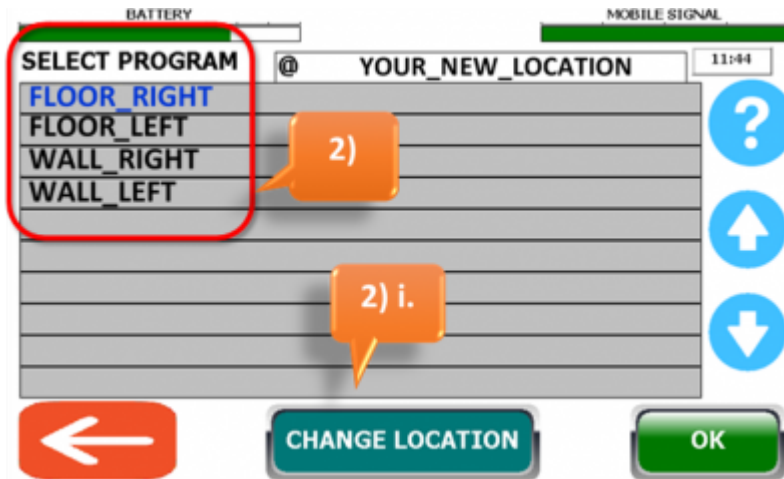 BATTERY MOBILE SIGNAL
SELECT PROGRAM @ YOUR_NEW_LOCATION 11:44
FLOOR_RIGHT
FLOOR_LEFT
WALL_RIGHT
WALL_LEFT
2)
?
2) i.
CHANGE LOCATION OK